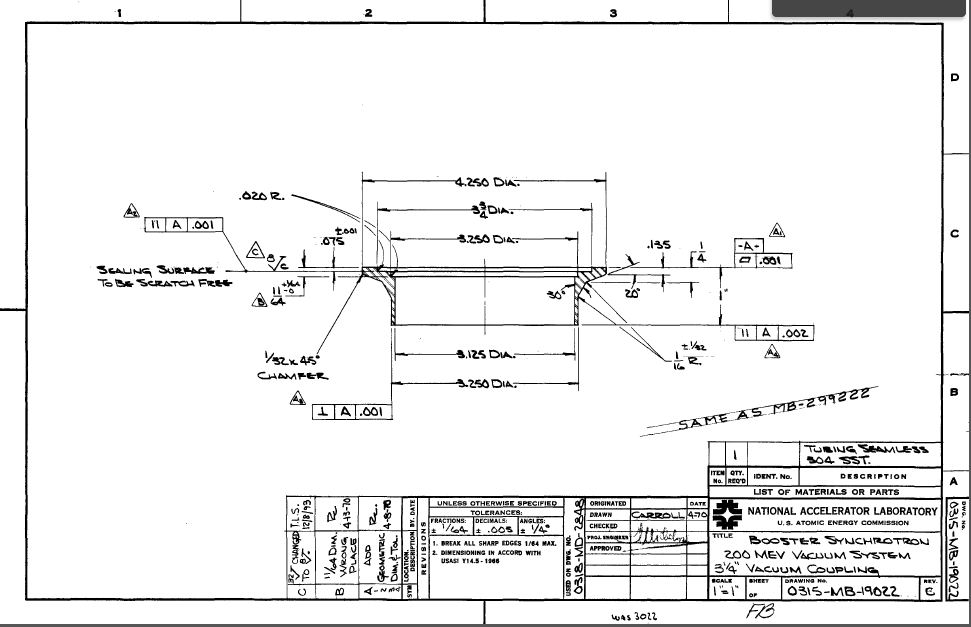 1 2 3 4
D
C
B
A
4.250 DIA.
3 3/4 DIA.
3.250 DIA.
.020 R.
±.001
.075
.135
1/4
-A-
▱ .001
// A .001
SEALING SURFACE
TO BE SCRATCH FREE
C
8/
B
11/64 +1/64 -0
30°
20°
1"
// A .002
1/16 ±1/32 R.
3.125 DIA.
3.250 DIA.
1/32 x 45°
CHAMFER
⊥ A .001
SAME AS MB-299222
1 TUBING SEAMLESS
304 SST.
ITEM No. QTY. REQ'D IDENT. No. DESCRIPTION
LIST OF MATERIALS OR PARTS
NATIONAL ACCELERATOR LABORATORY
U.S. ATOMIC ENERGY COMMISSION
TITLE BOOSTER SYNCHROTRON
200 MEV VACUUM SYSTEM
3 1/4" VACUUM COUPLING
SCALE 1"=1" SHEET OF DRAWING No. 0315-MB-19022 REV. C
ORIGINATED DATE
DRAWN CARROLL 4-70
CHECKED
PROJ. ENGINEER
APPROVED
USED ON DWG. NO. 0318-MD-2848
UNLESS OTHERWISE SPECIFIED
TOLERANCES:
FRACTIONS: DECIMALS: ANGLES:
± 1/64 ± .005 ± 1/4°
1. BREAK ALL SHARP EDGES 1/64 MAX.
2. DIMENSIONING IN ACCORD WITH
USASI Y14.5 - 1966
REVISIONS
SYM LOCATION DESCRIPTION BY. DATE
A ADD GEOMETRIC DIM. & TOL. 4-8-70
B 11/64 DIM. WRONG PLACE 4-13-70
C CHANGED TO 8 T.L.S. 12/8/93
DWG. NO. 0315-MB-19022
WAS 3022